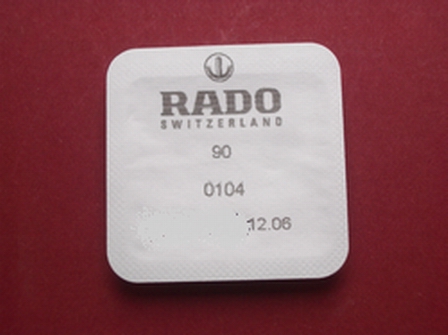 RADO
SWITZERLAND
90
0104
12.06